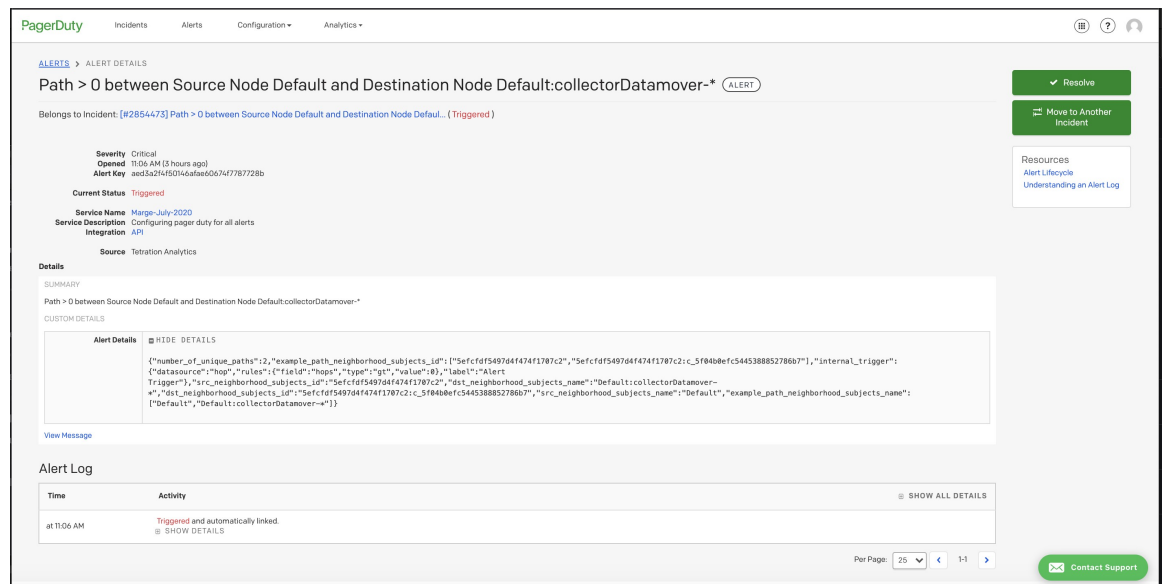 PagerDuty Incidents Alerts Configuration Analytics ?
ALERTS > ALERT DETAILS
Path > 0 between Source Node Default and Destination Node Default:collectorDatamover-* ALERT
Belongs to Incident: [#2854473] Path > 0 between Source Node Default and Destination Node Defaul... ( Triggered )
Resolve
Move to Another
Incident
Resources
Alert Lifecycle
Understanding an Alert Log
Severity Critical
Opened 11:06 AM (3 hours ago)
Alert Key aed3a2f4f50146afae60674f7787728b
Current Status Triggered
Service Name Marge-July-2020
Service Description Configuring pager duty for all alerts
Integration API
Source Tetration Analytics
Details
SUMMARY
Path > 0 between Source Node Default and Destination Node Default:collectorDatamover-*
CUSTOM DETAILS
Alert Details HIDE DETAILS
{"number_of_unique_paths":2,"example_path_neighborhood_subjects_id":["5efcfdf5497d4f474f1707c2","5efcfdf5497d4f474f1707c2:c_5f04b0efc5445388852786b7"],"internal_trigger":
{"datasource":"hop","rules":{"field":"hops","type":"gt","value":0},"label":"Alert
Trigger"},"src_neighborhood_subjects_id":"5efcfdf5497d4f474f1707c2","dst_neighborhood_subjects_name":"Default:collectorDatamover-
*","dst_neighborhood_subjects_id":"5efcfdf5497d4f474f1707c2:c_5f04b0efc5445388852786b7","src_neighborhood_subjects_name":"Default","example_path_neighborhood_subjects_name":
["Default","Default:collectorDatamover-*"]}
View Message
Alert Log
Time Activity SHOW ALL DETAILS
at 11:06 AM Triggered and automatically linked.
SHOW DETAILS
Per Page: 25 1-1
Contact Support